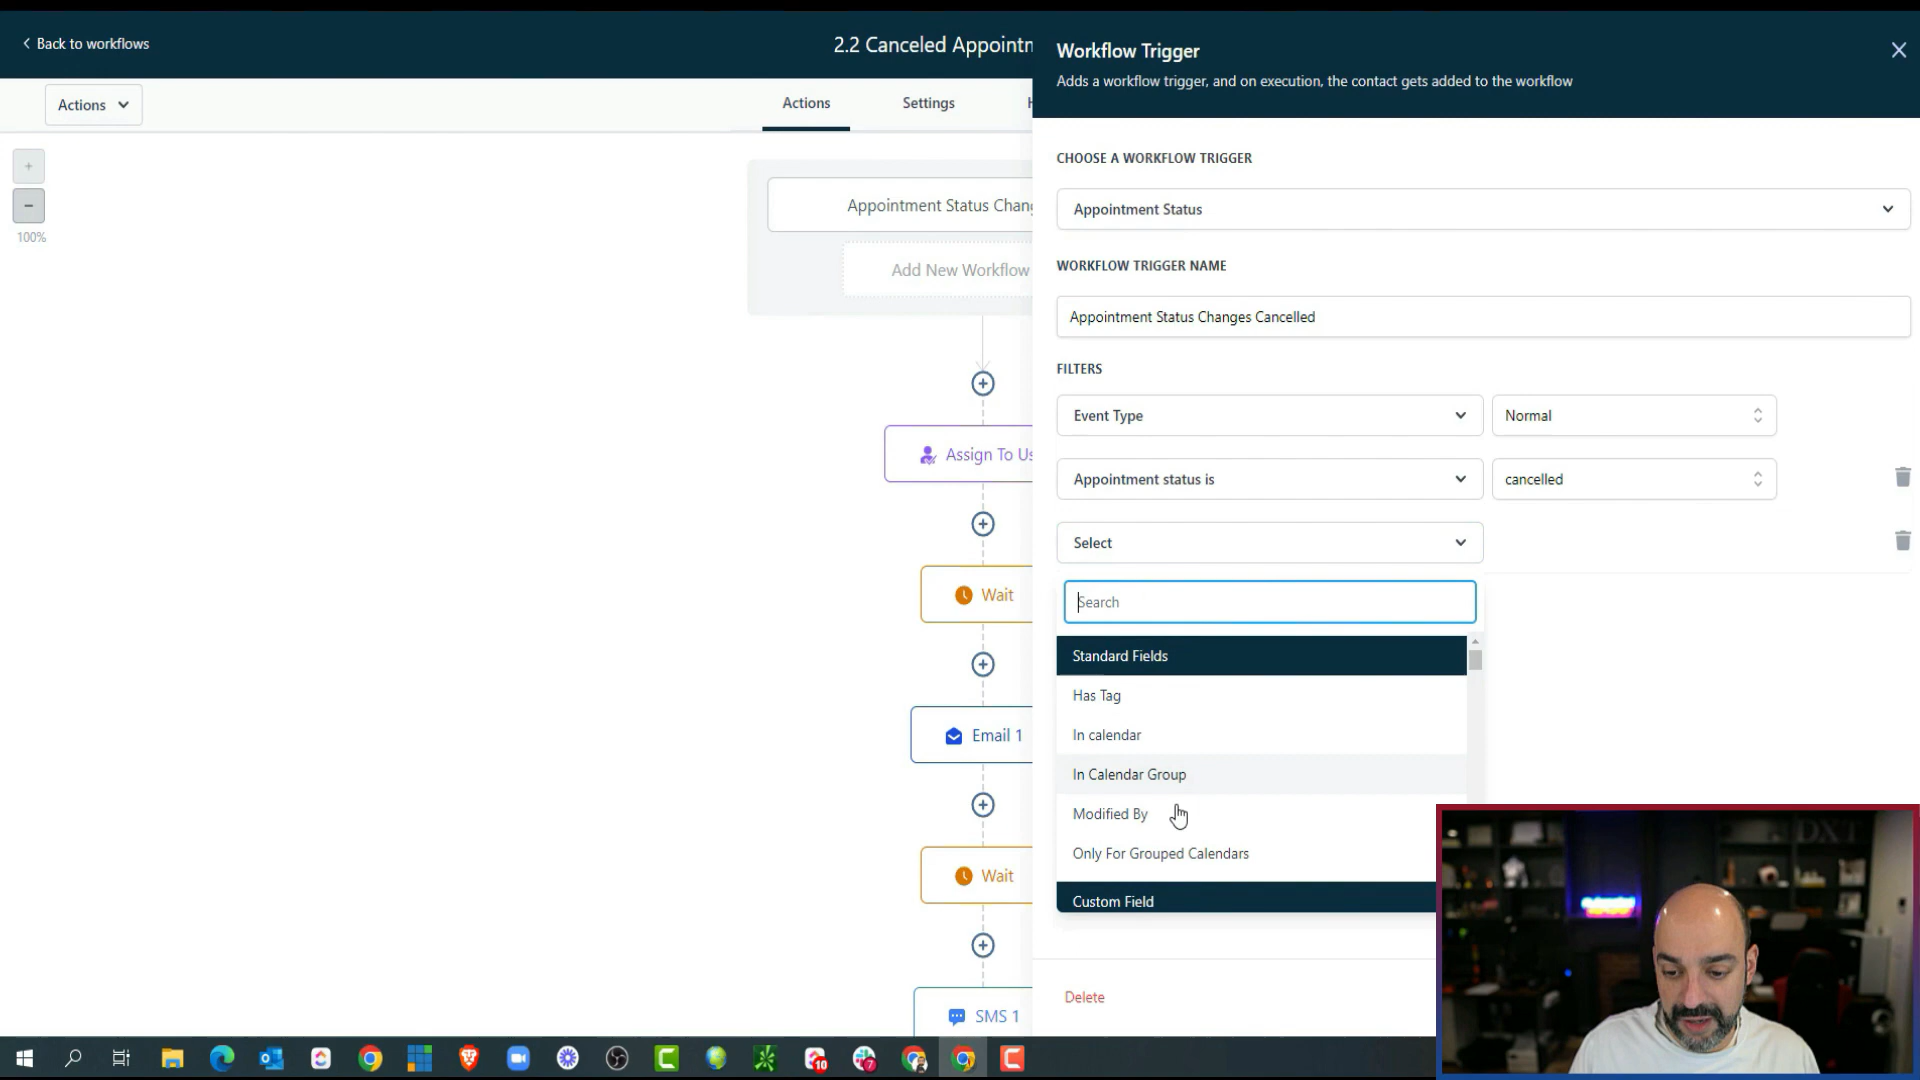 Back to workflows
2.2 Canceled Appointm
Workflow Trigger
Adds a workflow trigger, and on execution, the contact gets added to the workflow
Actions
Actions
Settings
H
+
−
100%
CHOOSE A WORKFLOW TRIGGER
Appointment Status
WORKFLOW TRIGGER NAME
Appointment Status Changes Cancelled
FILTERS
Event Type
Normal
Appointment status is
cancelled
Select
Search
Standard Fields
Has Tag
In calendar
In Calendar Group
Modified By
Only For Grouped Calendars
Custom Field
Delete
Appointment Status Chang
Add New Workflow
Assign To Us
Wait
Email 1
Wait
SMS 1
DXT
10
7